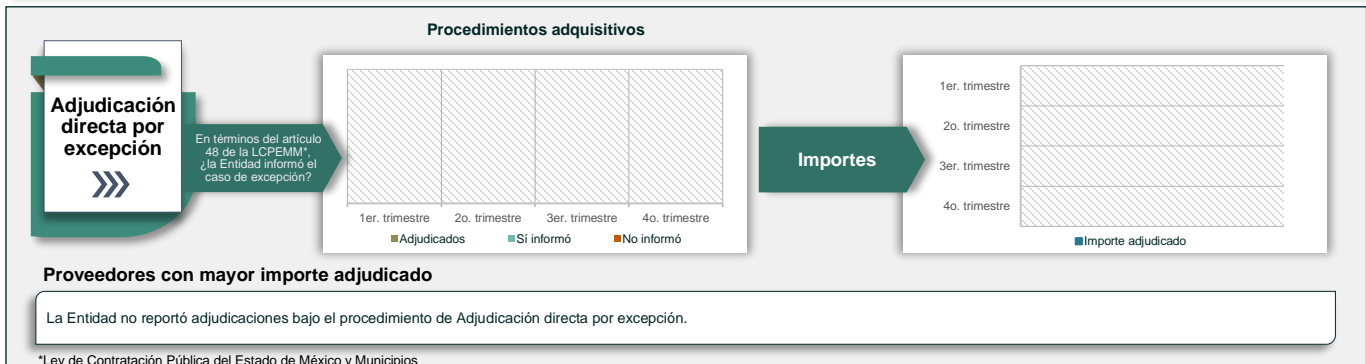 Procedimientos adquisitivos
Adjudicación
directa por
excepción
En términos del artículo
48 de la LCPEMM*,
¿la Entidad informó el
caso de excepción?
1er. trimestre 2o. trimestre 3er. trimestre 4o. trimestre
Adjudicados Sí informó No informó
Importes
1er. trimestre
2o. trimestre
3er. trimestre
4o. trimestre
Importe adjudicado
Proveedores con mayor importe adjudicado
La Entidad no reportó adjudicaciones bajo el procedimiento de Adjudicación directa por excepción.
*Ley de Contratación Pública del Estado de México y Municipios